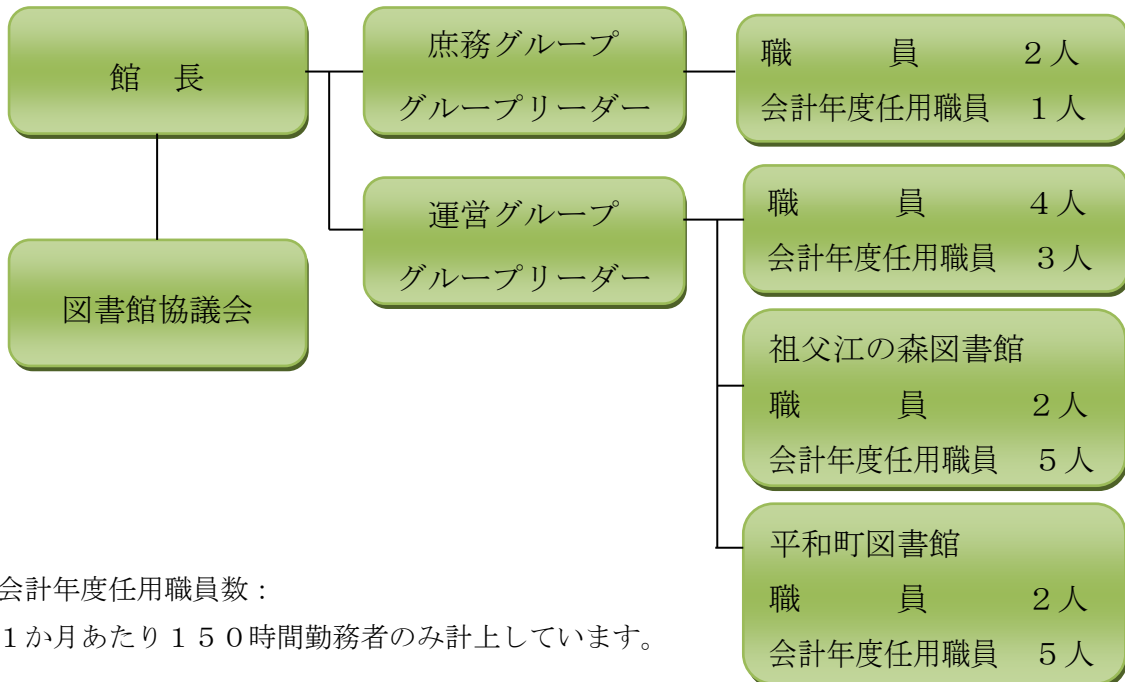 館　長
図書館協議会
庶務グループ
グループリーダー
職　　　員　　　２人
会計年度任用職員　１人
運営グループ
グループリーダー
職　　　員　　　４人
会計年度任用職員　３人
祖父江の森図書館
職　　　員　　　２人
会計年度任用職員　５人
平和町図書館
職　　　員　　　２人
会計年度任用職員　５人
会計年度任用職員数：
１か月あたり１５０時間勤務者のみ計上しています。